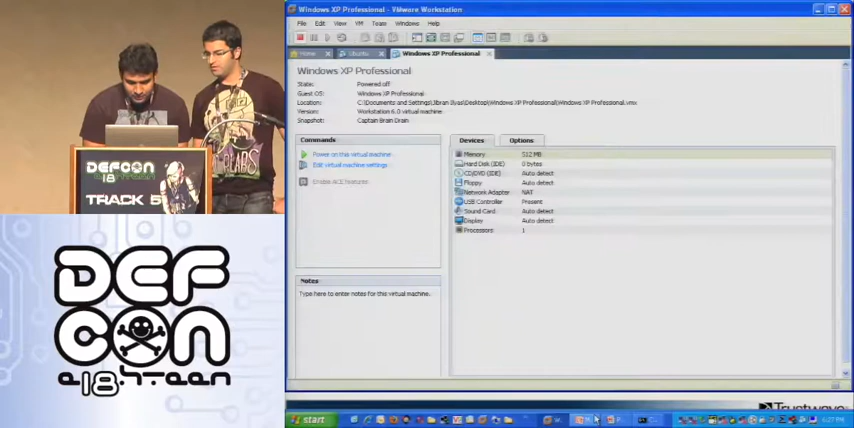 Windows XP Professional - VMware Workstation
File Edit View VM Team Windows Help
Home Ubuntu Windows XP Professional
Windows XP Professional
State: Powered off
Guest OS: Windows XP Professional
Location: C:\Documents and Settings\Jibran Ilyas\Desktop\Windows XP Professional\Windows XP Professional.vmx
Version: Workstation 6.0 virtual machine
Snapshot: Captain Brain Drain
Commands
Power on this virtual machine
Edit virtual machine settings
Enable ACE Features
Devices Options
Memory 512 MB
Hard Disk (IDE) 0 bytes
CD/DVD (IDE) Auto detect
Floppy Auto detect
Network Adapter NAT
USB Controller Present
Sound Card Auto detect
Display Auto detect
Processors 1
Notes
Type here to enter notes for this virtual machine.
Trustwave
start
6:27 PM
DEFCON
18
TRACK 5
DEF
CON
e18hteen